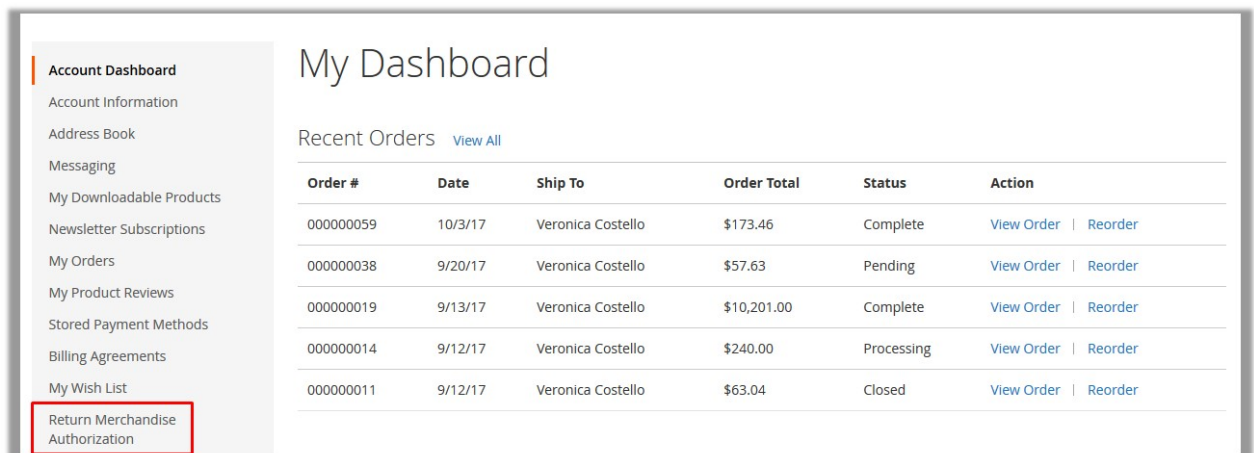 My Dashboard
Account Dashboard
Account Information
Address Book
Messaging
My Downloadable Products
Newsletter Subscriptions
My Orders
My Product Reviews
Stored Payment Methods
Billing Agreements
My Wish List
Return Merchandise
Authorization
Recent Orders View All
Order # Date Ship To Order Total Status Action
000000059 10/3/17 Veronica Costello $173.46 Complete View Order | Reorder
000000038 9/20/17 Veronica Costello $57.63 Pending View Order | Reorder
000000019 9/13/17 Veronica Costello $10,201.00 Complete View Order | Reorder
000000014 9/12/17 Veronica Costello $240.00 Processing View Order | Reorder
000000011 9/12/17 Veronica Costello $63.04 Closed View Order | Reorder